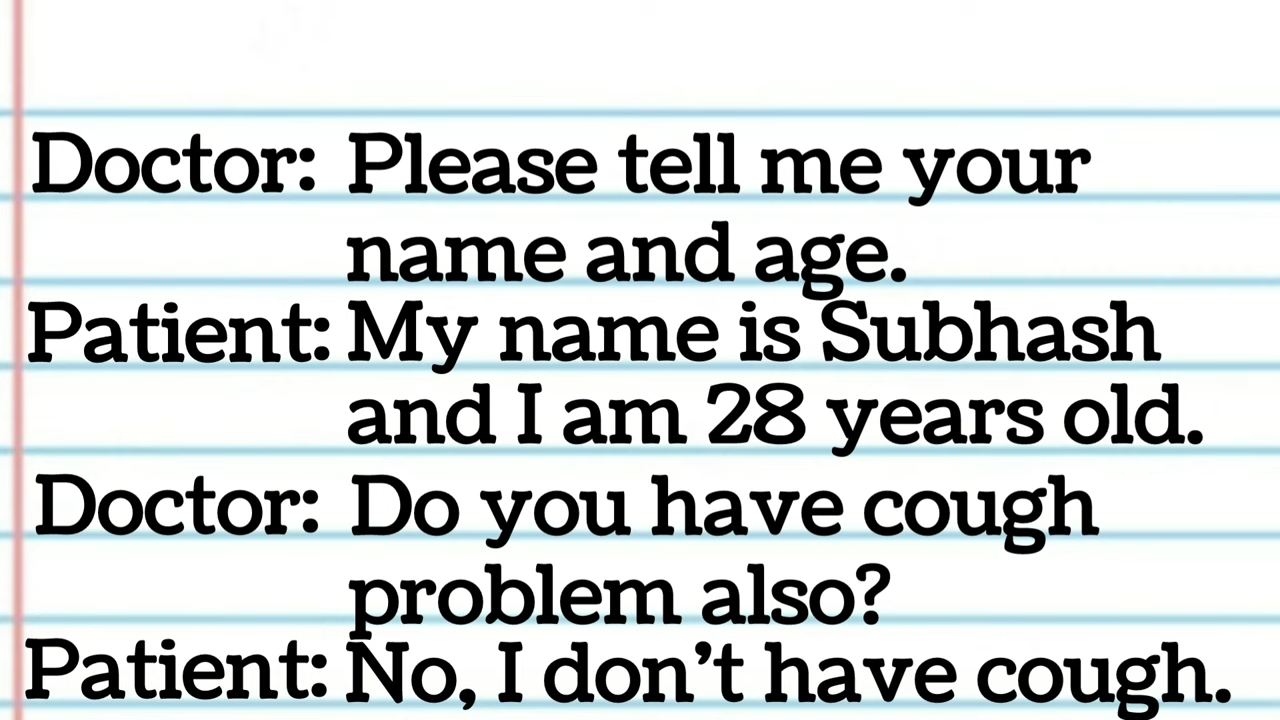 Doctor: Please tell me your
name and age.
Patient: My name is Subhash
and I am 28 years old.
Doctor: Do you have cough
problem also?
Patient: No, I don’t have cough.